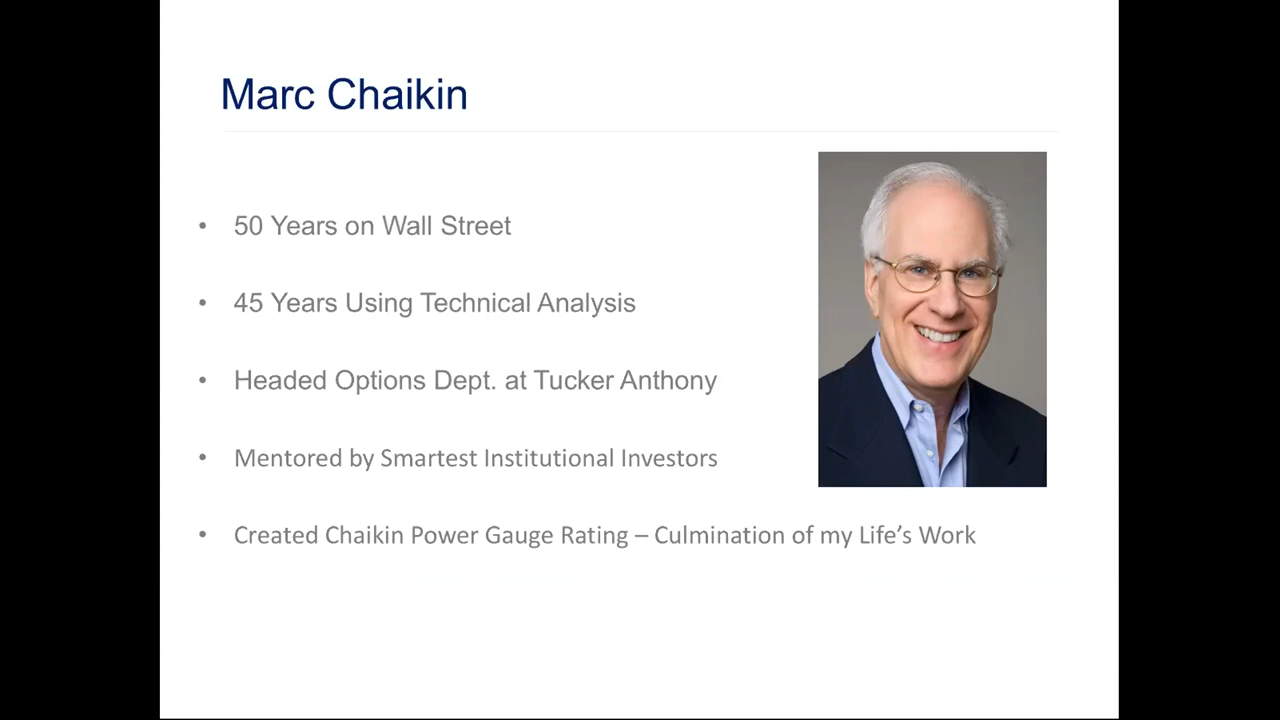 Marc Chaikin
• 50 Years on Wall Street
• 45 Years Using Technical Analysis
• Headed Options Dept. at Tucker Anthony
• Mentored by Smartest Institutional Investors
• Created Chaikin Power Gauge Rating – Culmination of my Life’s Work